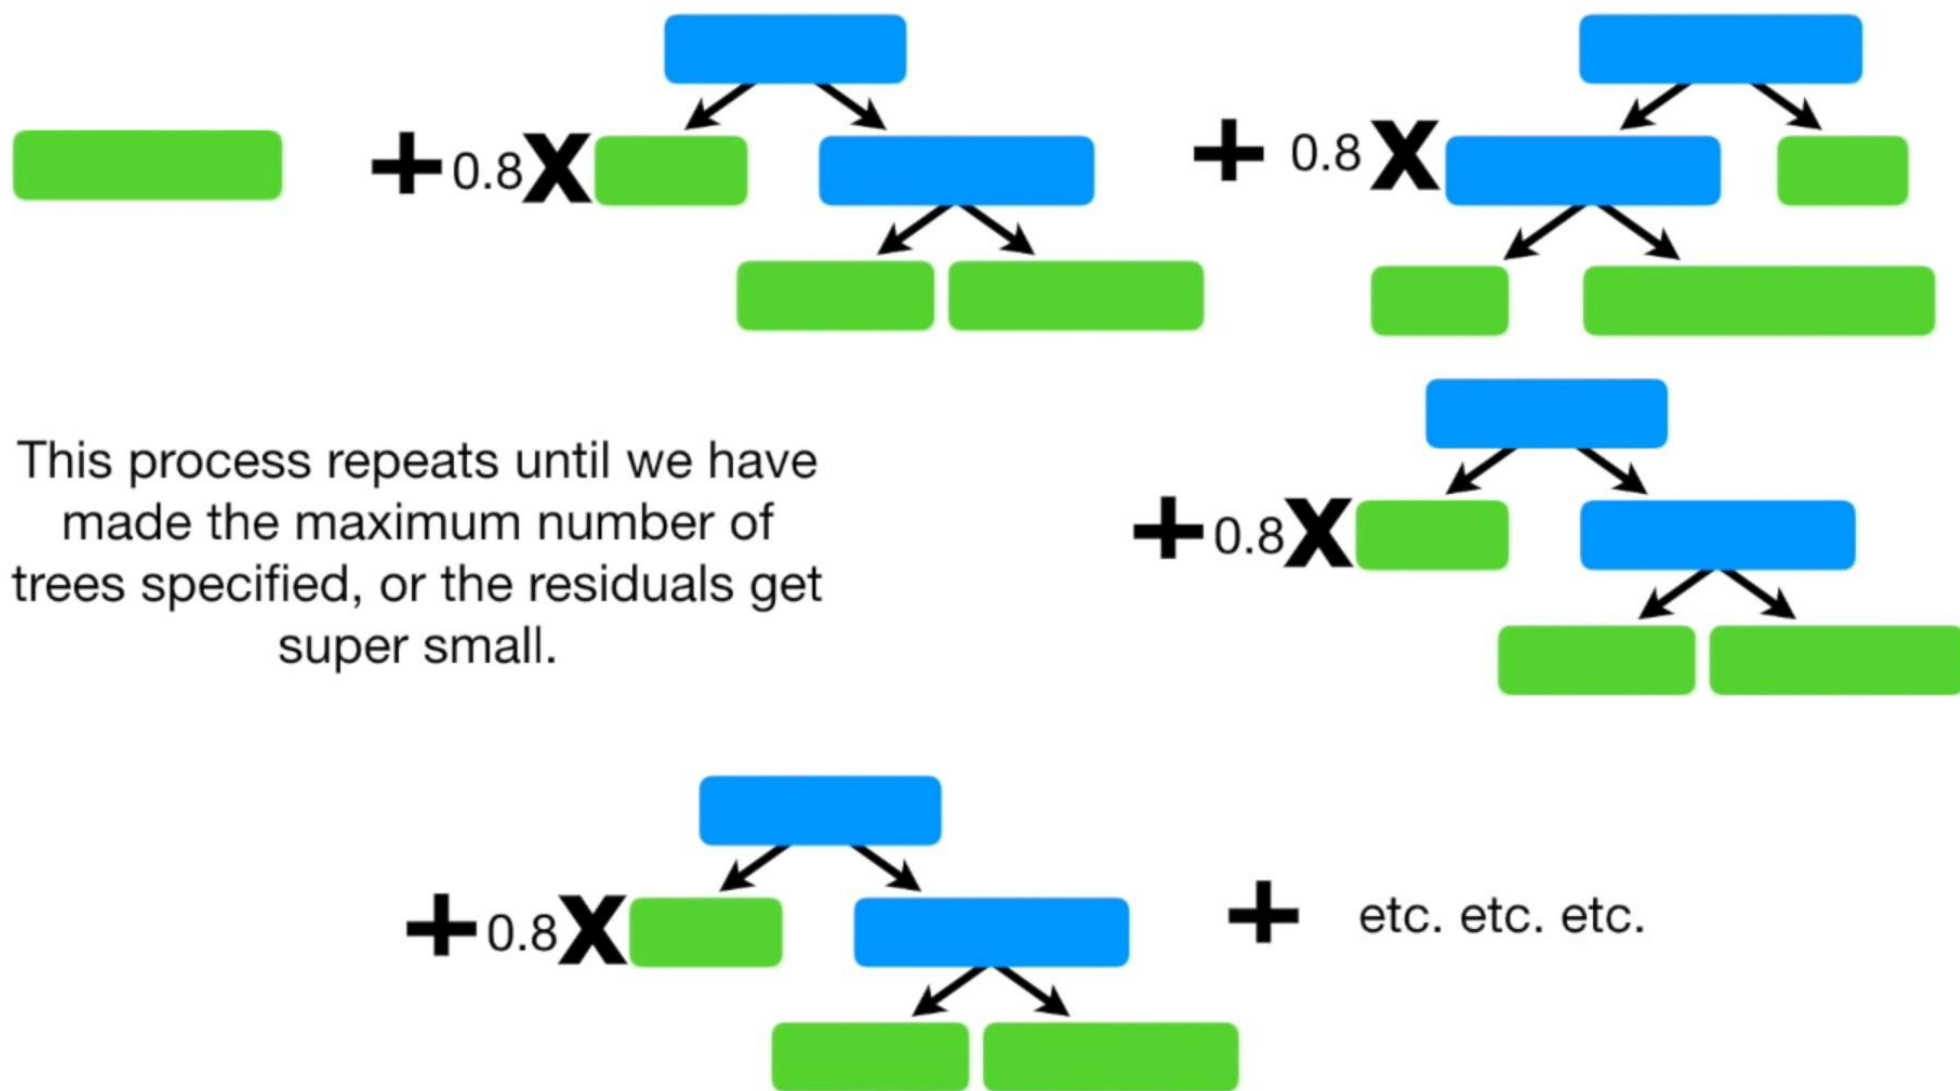 + 0.8 X
+ 0.8 X
This process repeats until we have
made the maximum number of
trees specified, or the residuals get
super small.
+ 0.8 X
+ 0.8 X
+ etc. etc. etc.